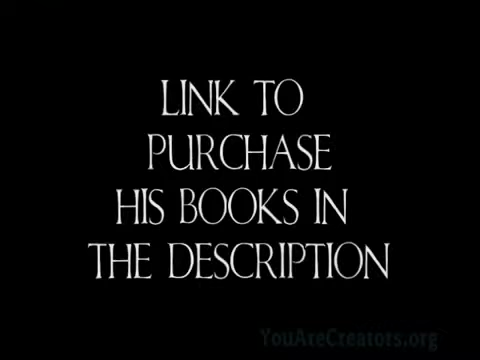 LINK TO
PURCHASE
HIS BOOKS IN
THE DESCRIPTION
YouAreCreators.org